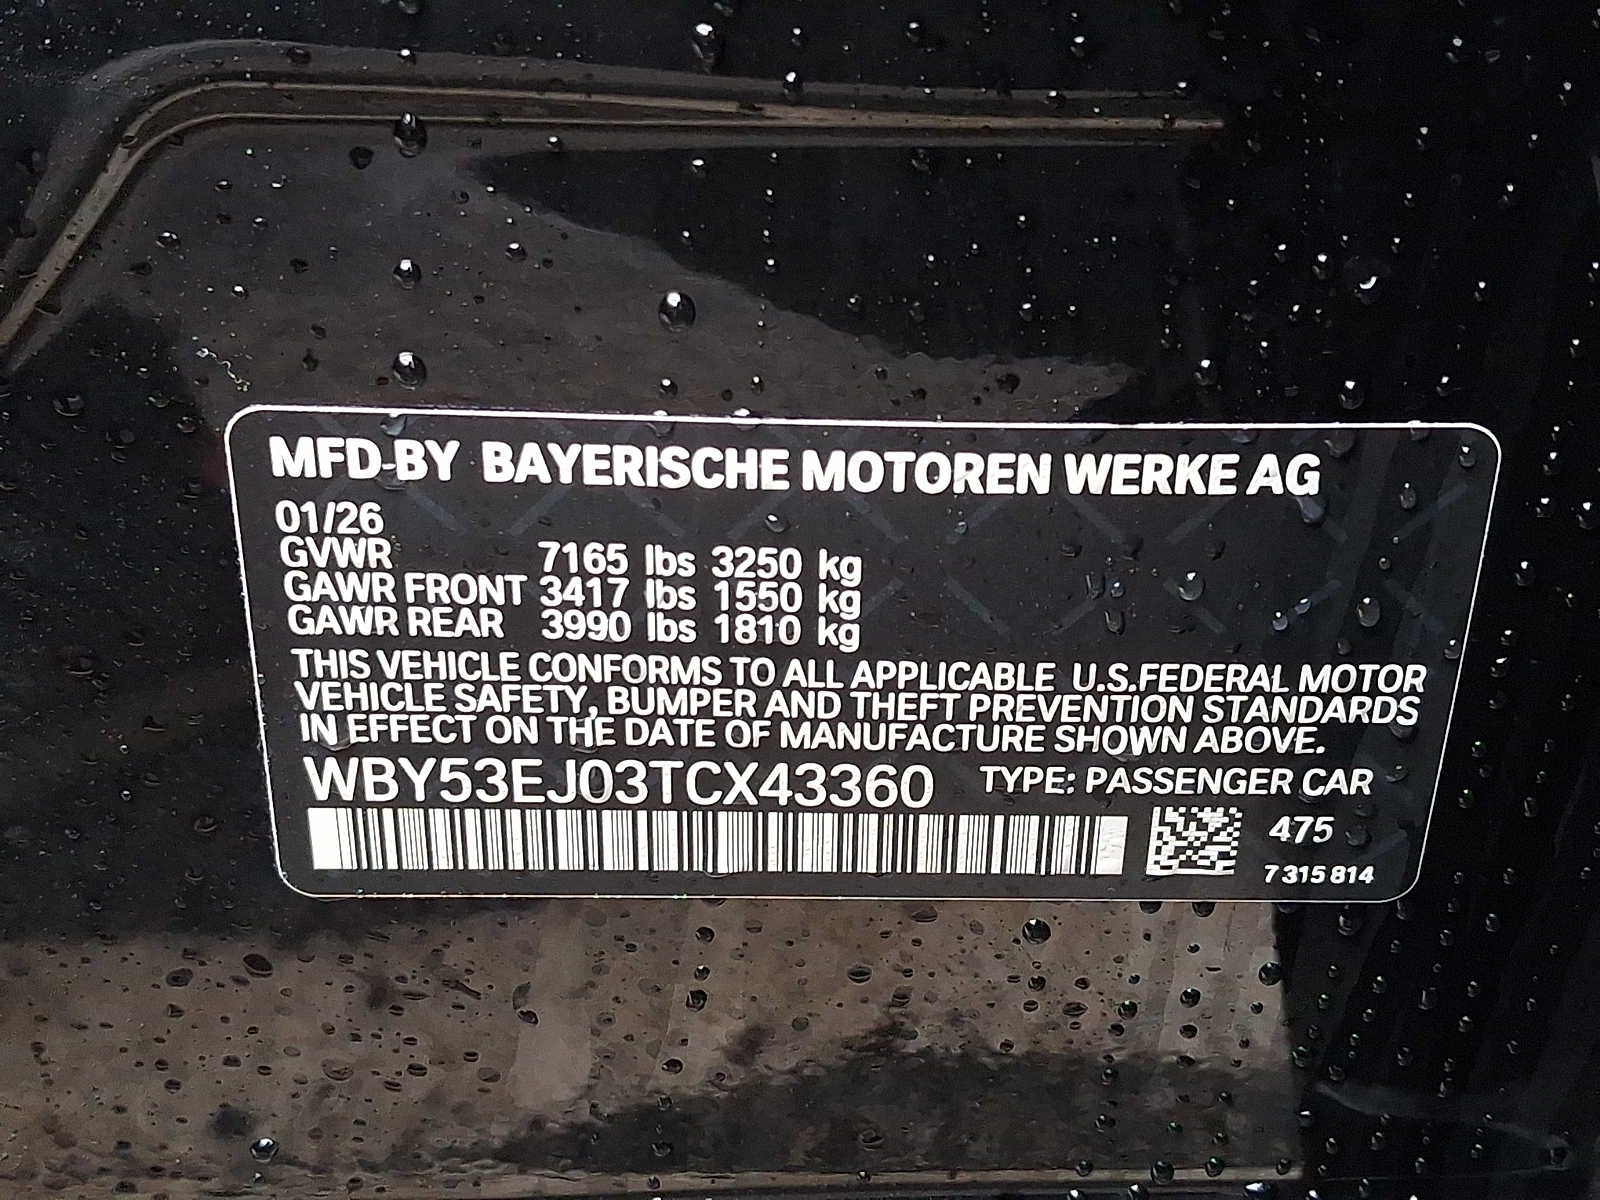 MFD BY BAYERISCHE MOTOREN WERKE AG
01/26
GVWR 7165 lbs 3250 kg
GAWR FRONT 3417 lbs 1550 kg
GAWR REAR 3990 lbs 1810 kg
THIS VEHICLE CONFORMS TO ALL APPLICABLE U.S.FEDERAL MOTOR
VEHICLE SAFETY, BUMPER AND THEFT PREVENTION STANDARDS
IN EFFECT ON THE DATE OF MANUFACTURE SHOWN ABOVE.
WBY53EJ03TCX43360 TYPE: PASSENGER CAR
475
7 315 814